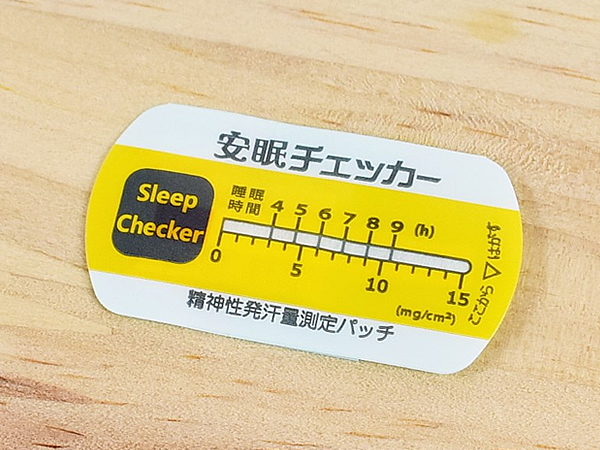 安眠チェッカー
Sleep
Checker
睡眠
時間
4 5 6 7 8 9 (h)
0 5 10 15
(mg/cm²)
ここから▷はがす
精神性発汗量測定パッチ